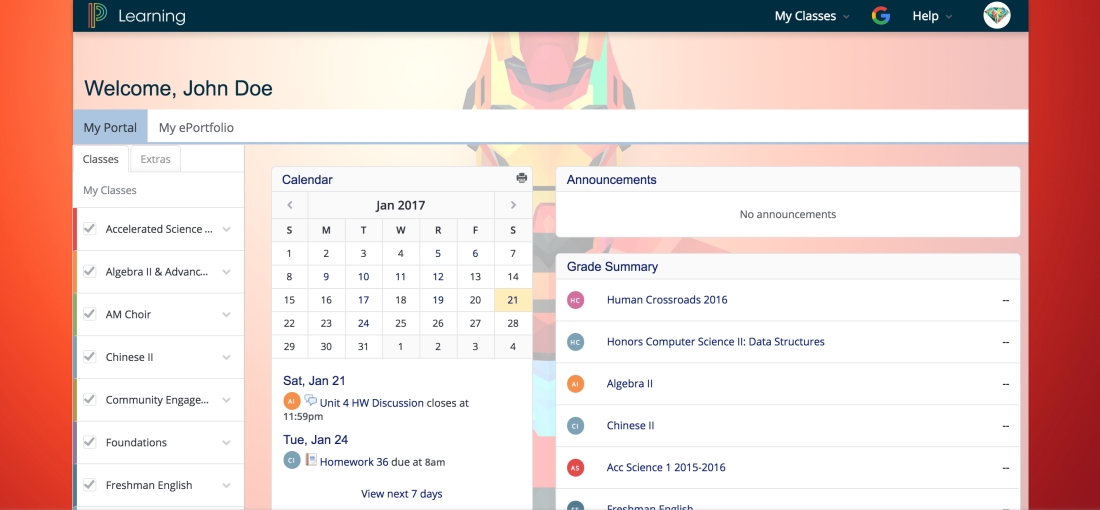 Learning
My Classes
Help
Welcome, John Doe
My Portal
My ePortfolio
Classes
Extras
My Classes
Accelerated Science ...
Algebra II & Advanc...
AM Choir
Chinese II
Community Engage...
Foundations
Freshman English
Calendar
Jan 2017
S M T W R F S
1 2 3 4 5 6 7
8 9 10 11 12 13 14
15 16 17 18 19 20 21
22 23 24 25 26 27 28
29 30 31 1 2 3 4
Sat, Jan 21
AI Unit 4 HW Discussion closes at
11:59pm
Tue, Jan 24
CI Homework 36 due at 8am
View next 7 days
Announcements
No announcements
Grade Summary
HC Human Crossroads 2016 --
HC Honors Computer Science II: Data Structures --
AI Algebra II --
CI Chinese II --
AS Acc Science 1 2015-2016 --
Freshman English